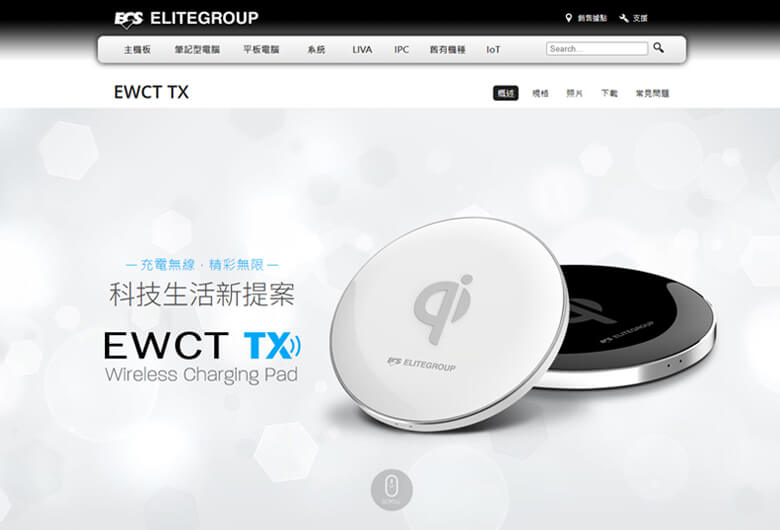 ECS ELITEGROUP
銷售據點 支援
主機板 筆記型電腦 平板電腦 系統 LIVA IPC 舊有機種 IoT Search...
EWCT TX
概述 規格 照片 下載 常見問題
充電無線．精彩無限
科技生活新提案
EWCT TX
Wireless Charging Pad
qi
ECS ELITEGROUP
ECS ELITEGROUP
SCROLL